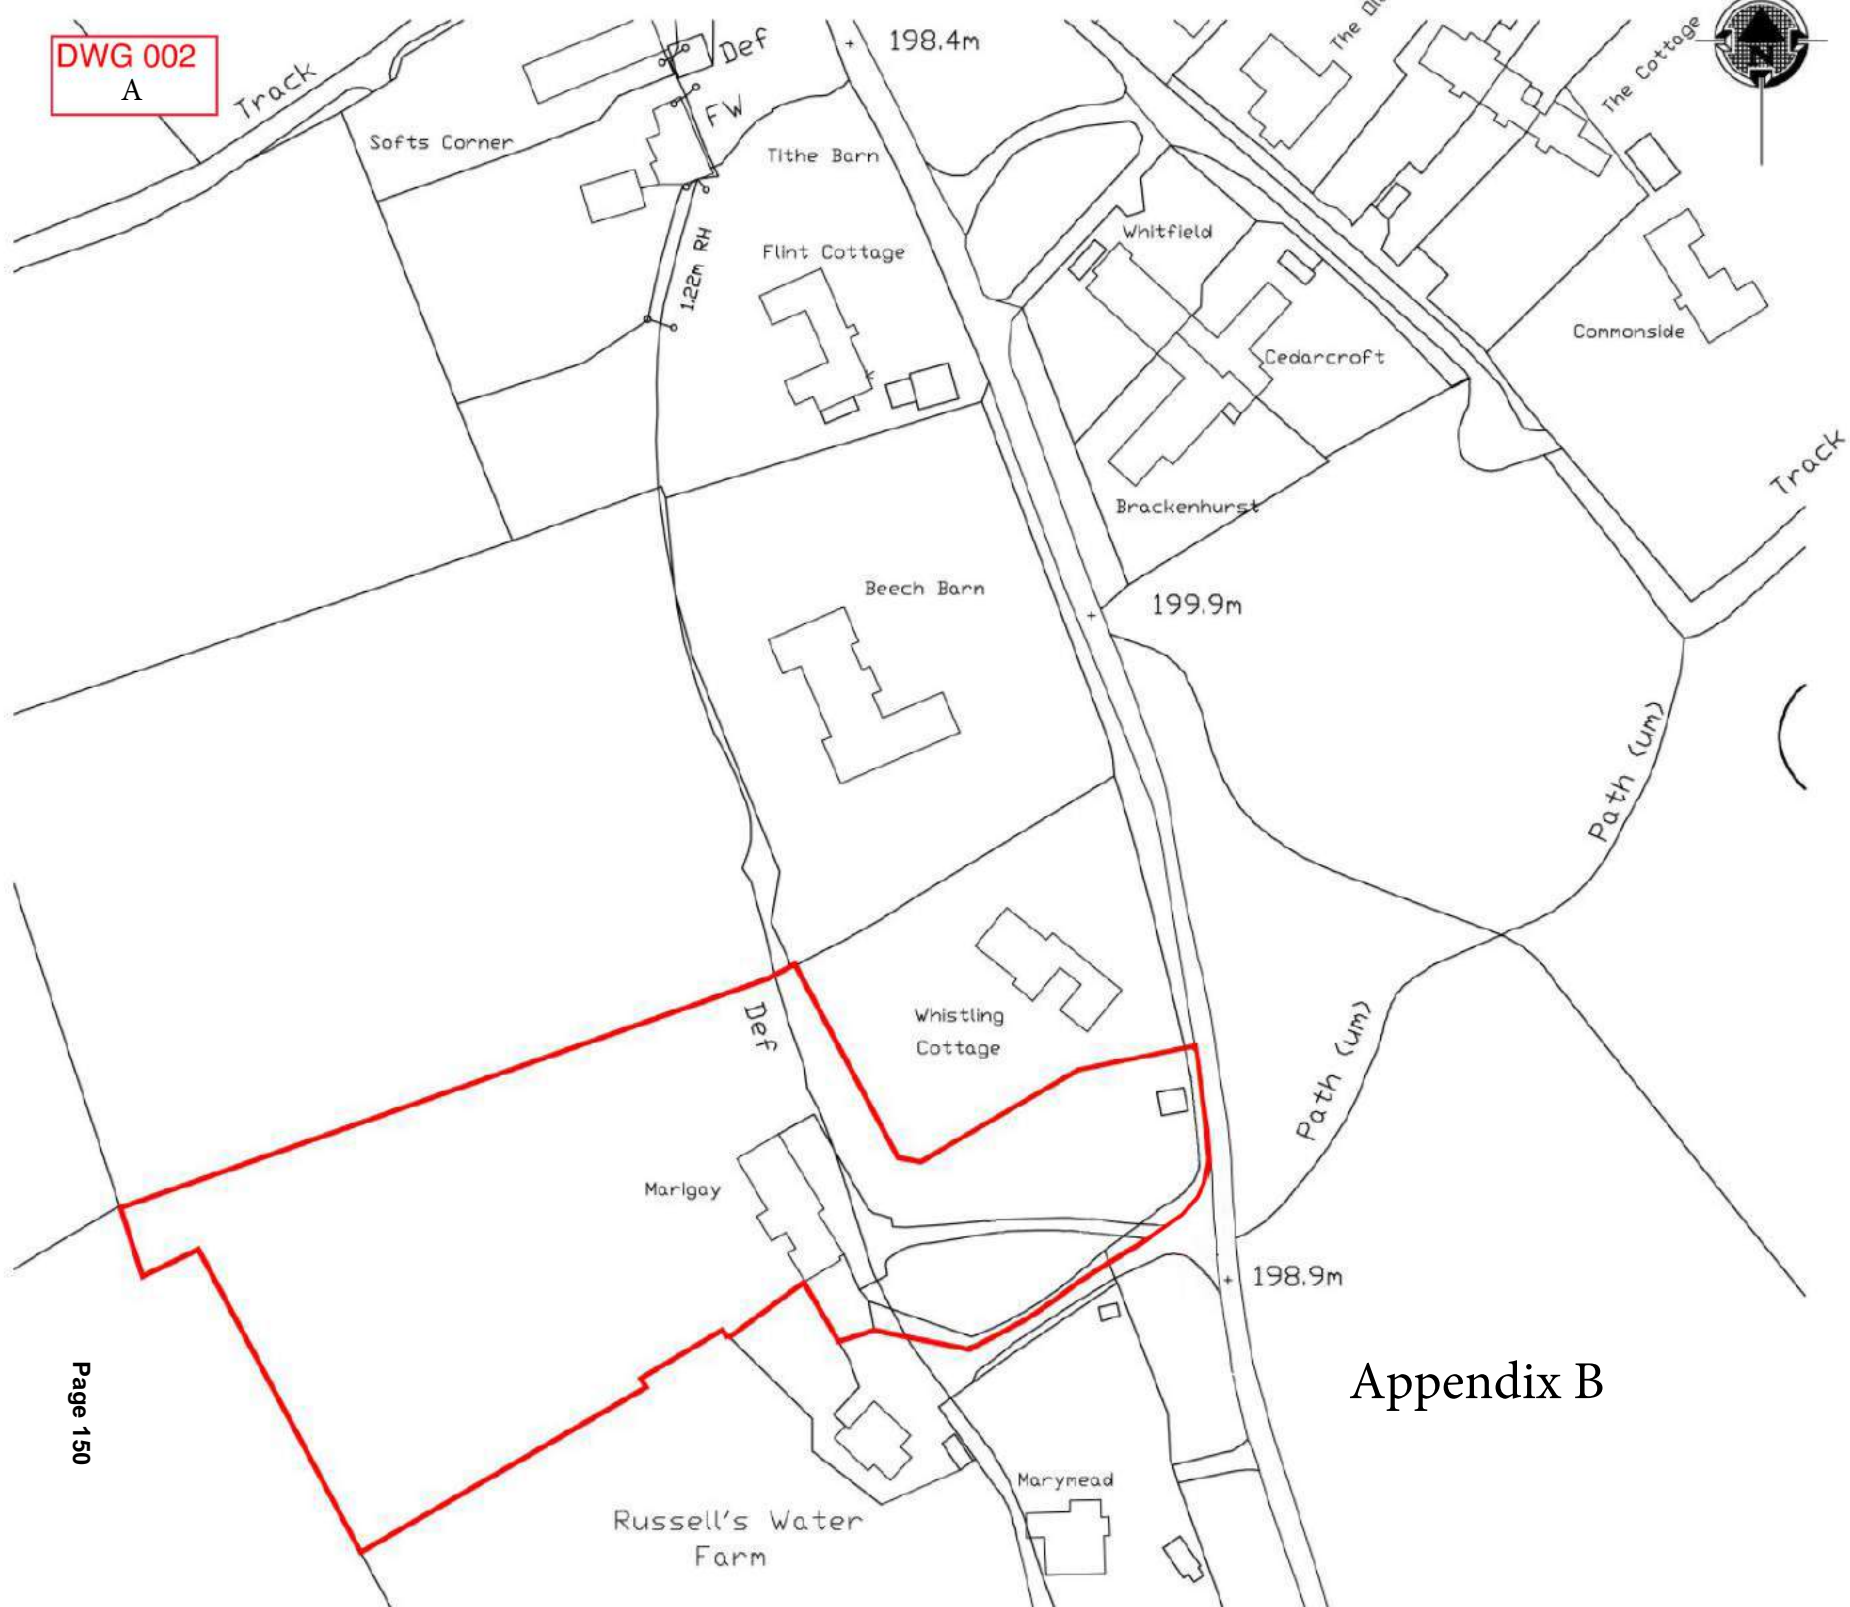 DWG 002
A
Track
Def
198.4m
The
The Cottage
N
FW
Softs Corner
Tithe Barn
1.22m RH
Flint Cottage
Whitfield
Cedarcroft
Commonside
Track
Brackenhurst
Beech Barn
199.9m
Path (um)
Def
Whistling
Cottage
Path (um)
Marlgay
198.9m
Page 150
Appendix B
Marymead
Russell's Water
Farm